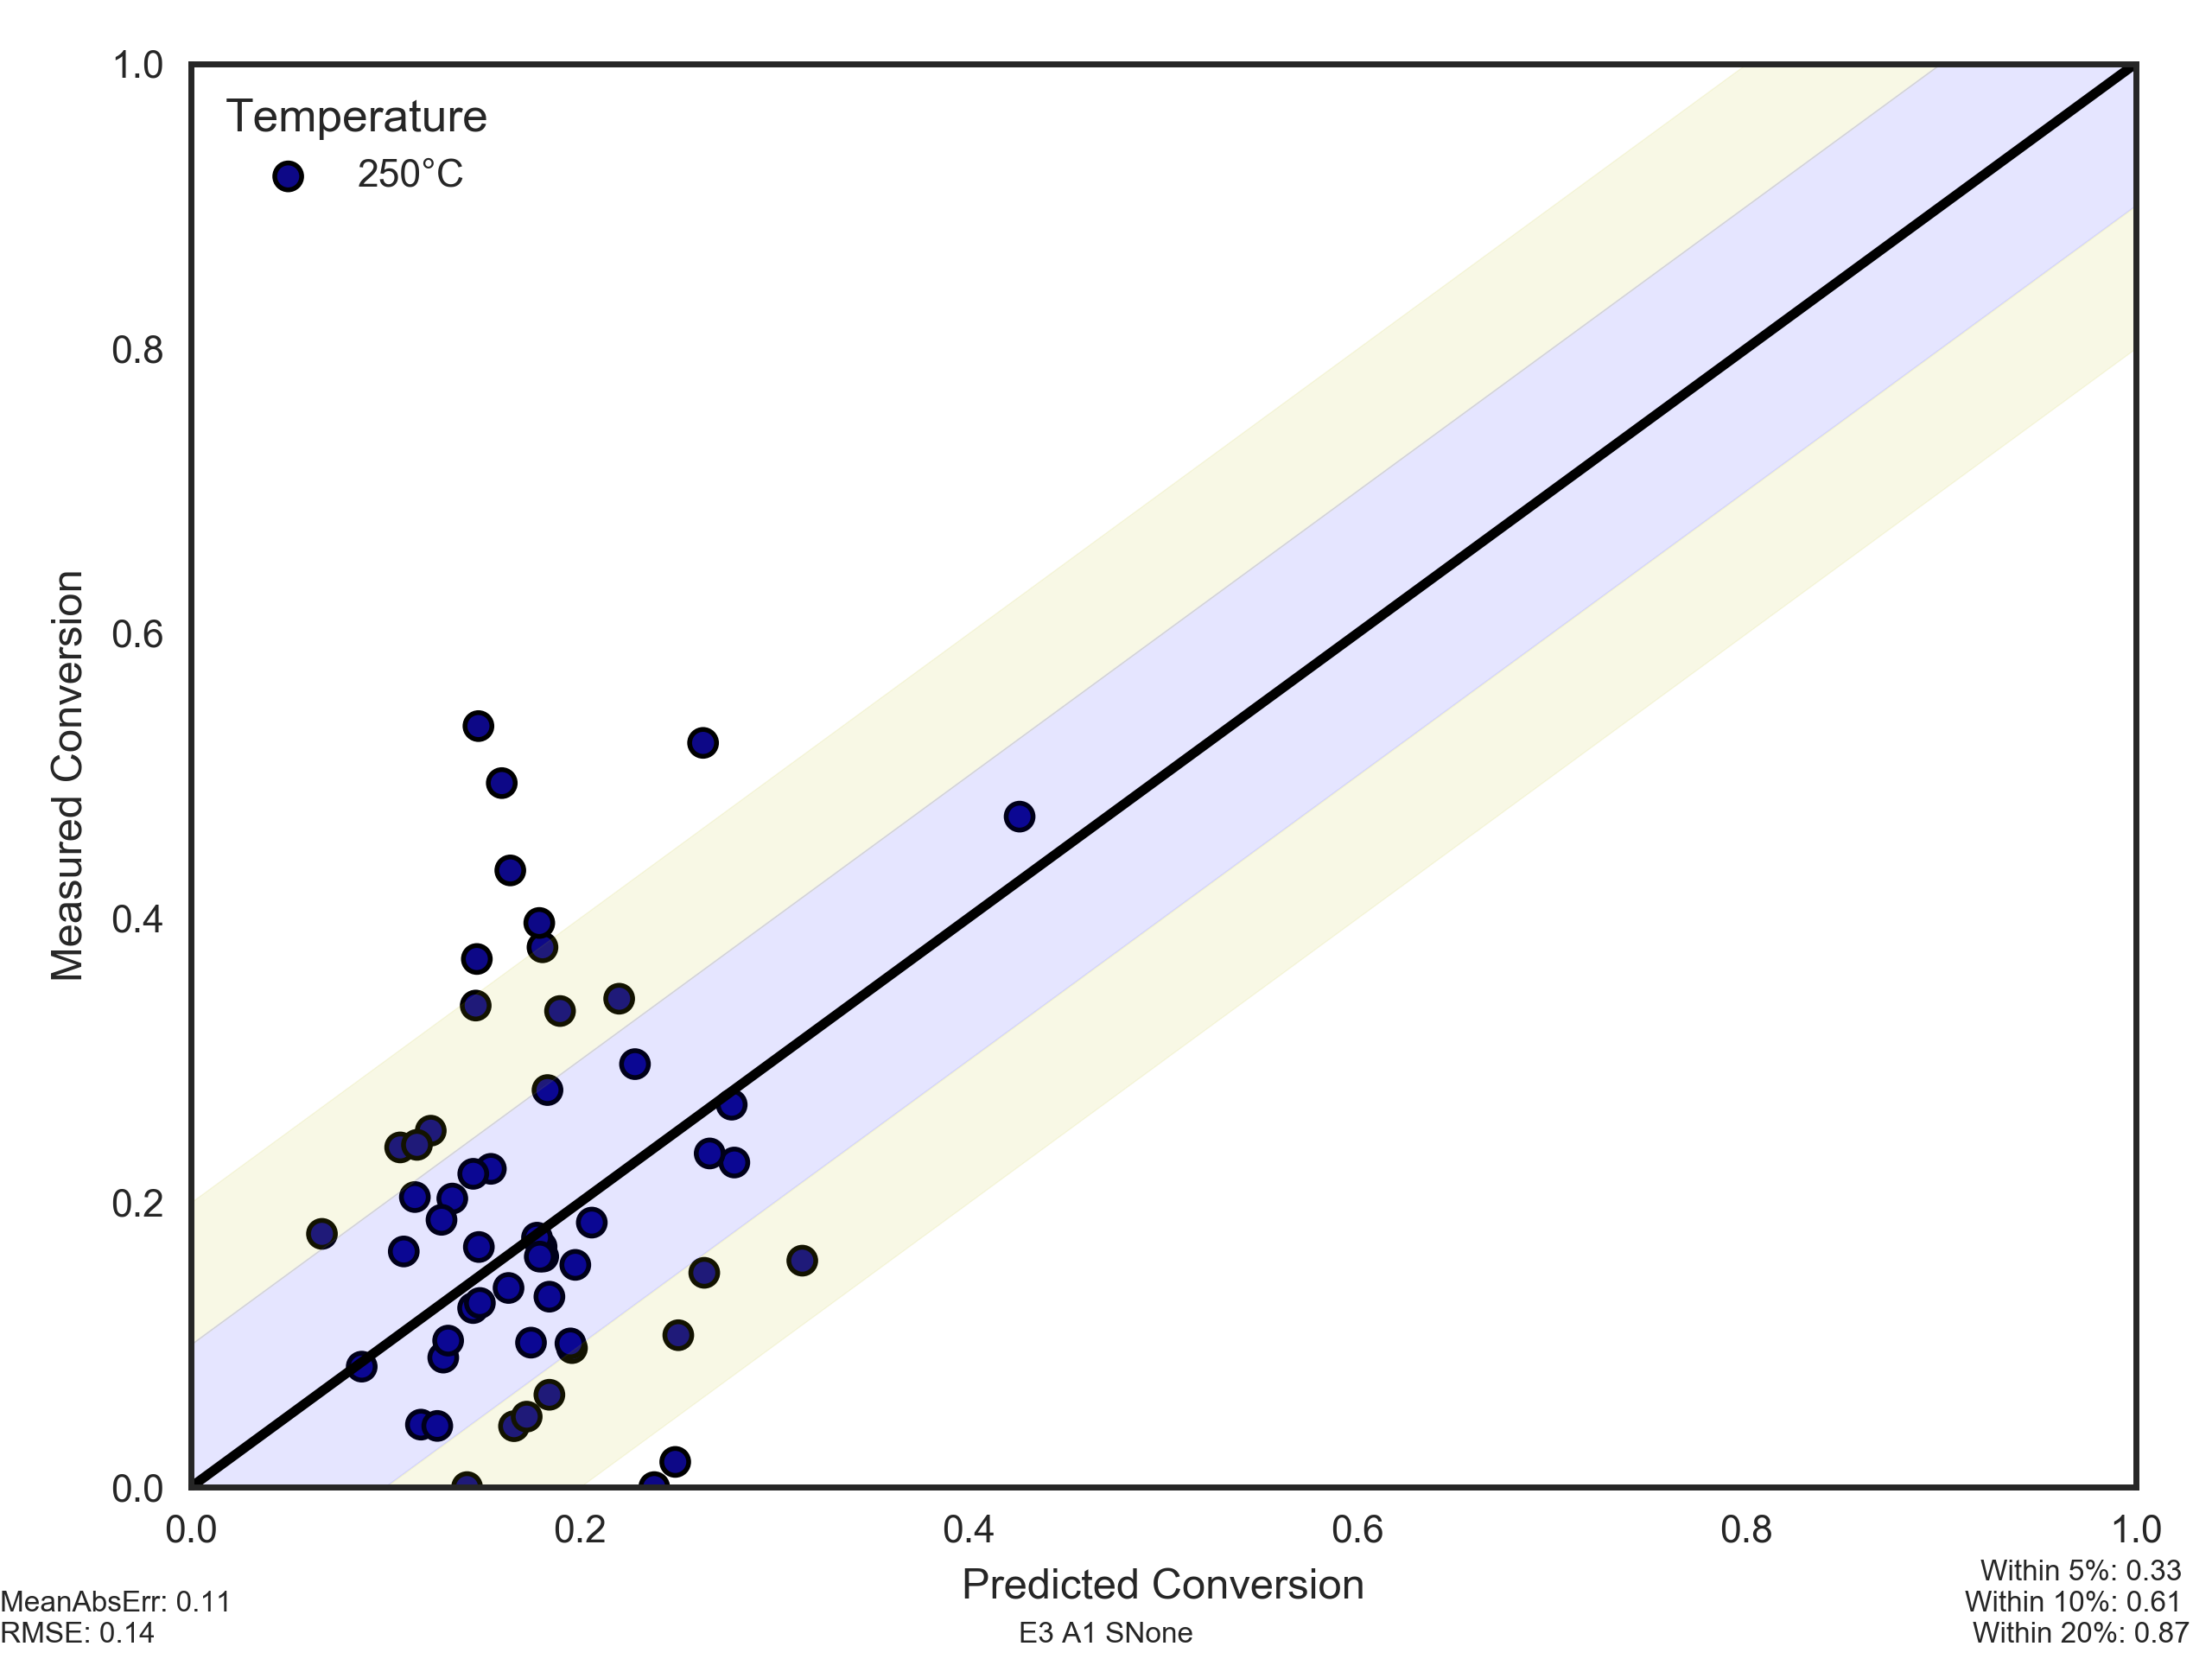 1.0
Temperature
250°C
0.8
0.6
0.4
0.2
0.0
Measured Conversion
0.0 0.2 0.4 0.6 0.8 1.0
Predicted Conversion
E3 A1 SNone
MeanAbsErr: 0.11
RMSE: 0.14
Within 5%: 0.33
Within 10%: 0.61
Within 20%: 0.87